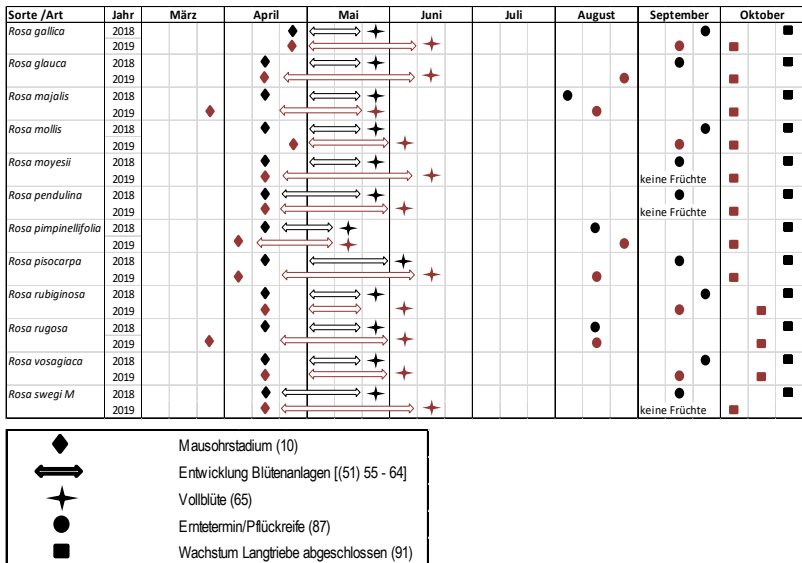 Sorte /Art Jahr März April Mai Juni Juli August September Oktober
Rosa gallica 2018
2019
Rosa glauca 2018
2019
Rosa majalis 2018
2019
Rosa mollis 2018
2019
Rosa moyesii 2018
2019 keine Früchte
Rosa pendulina 2018
2019 keine Früchte
Rosa pimpinellifolia 2018
2019
Rosa pisocarpa 2018
2019
Rosa rubiginosa 2018
2019
Rosa rugosa 2018
2019
Rosa vosagiaca 2018
2019
Rosa swegi M 2018
2019 keine Früchte
Mausohrstadium (10)
Entwicklung Blütenanlagen [(51) 55 - 64]
Vollblüte (65)
Erntetermin/Pflückreife (87)
Wachstum Langtriebe abgeschlossen (91)